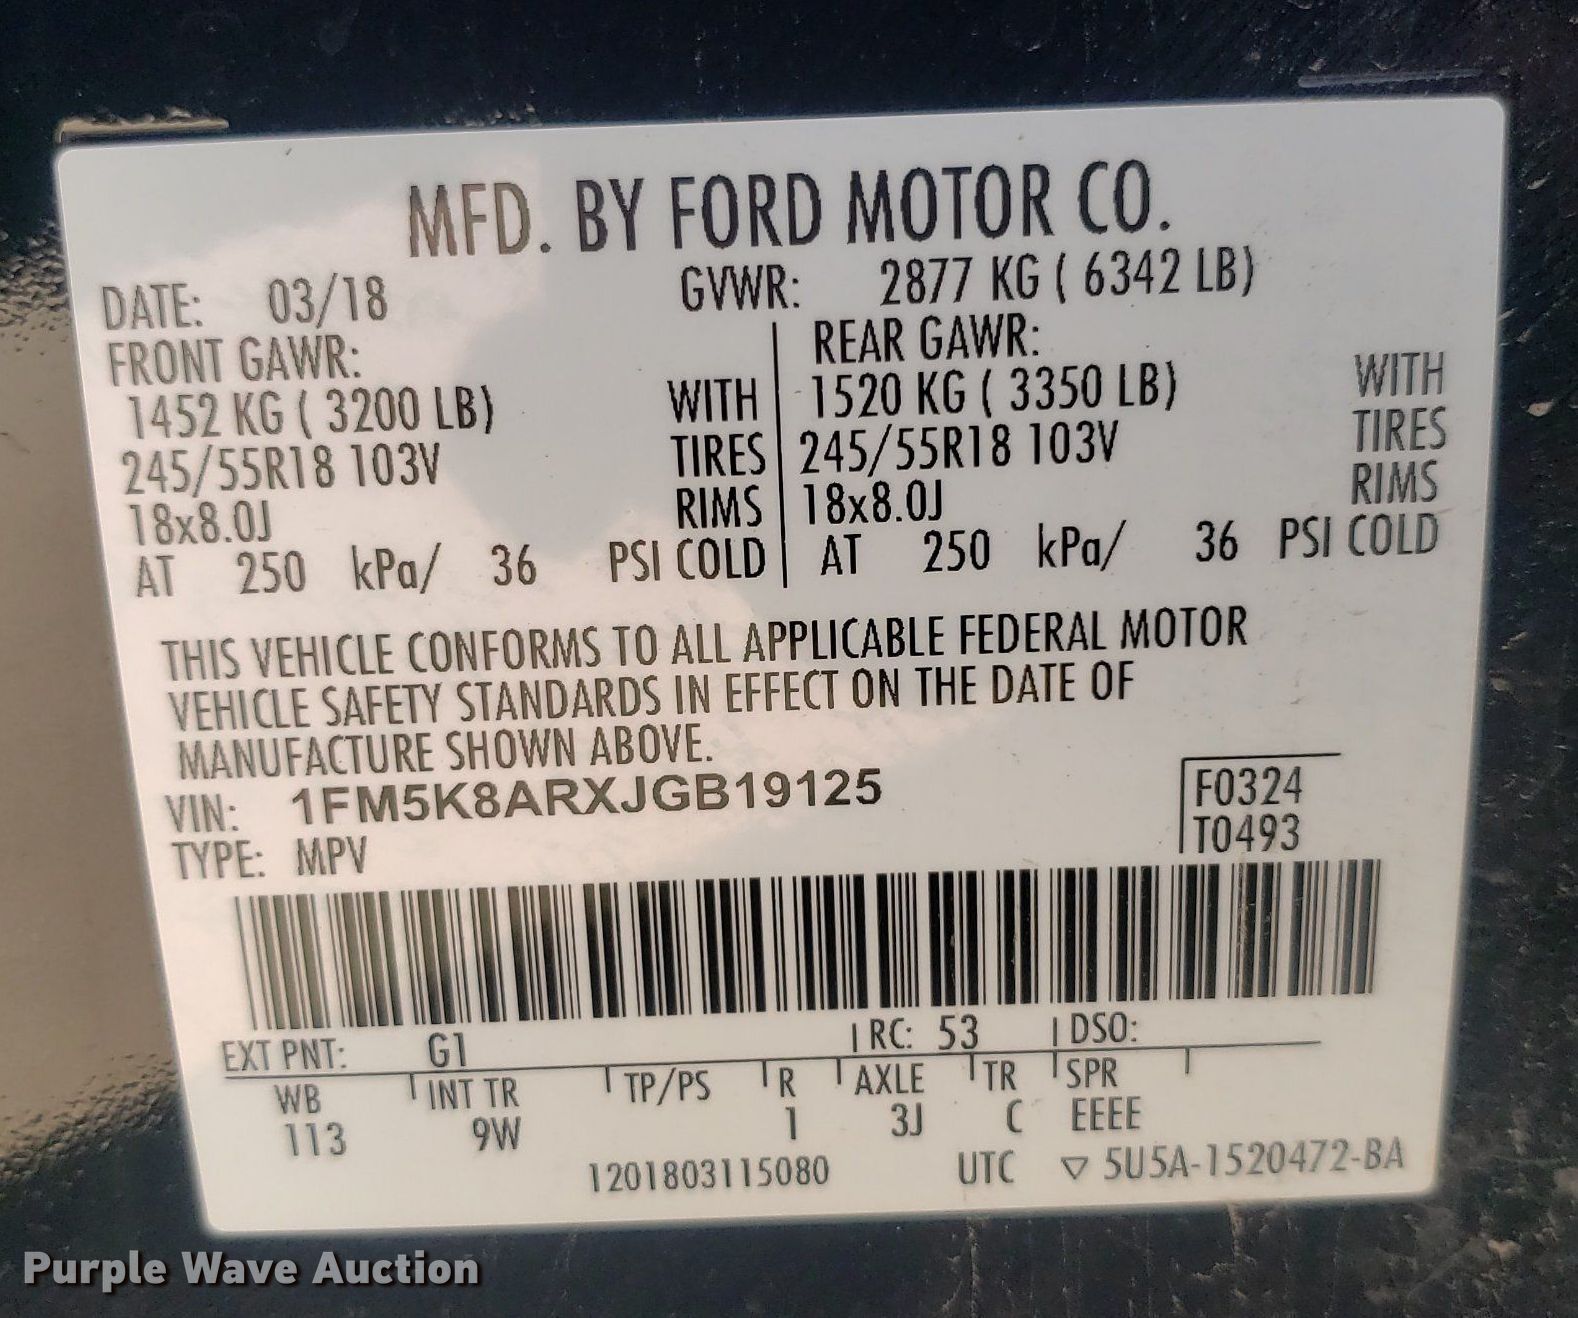 MFD. BY FORD MOTOR CO.
DATE: 03/18 GVWR: 2877 KG ( 6342 LB)
FRONT GAWR: REAR GAWR:
1452 KG ( 3200 LB) WITH 1520 KG ( 3350 LB) WITH
245/55R18 103V TIRES 245/55R18 103V TIRES
18x8.0J RIMS 18x8.0J RIMS
AT 250 kPa/ 36 PSI COLD AT 250 kPa/ 36 PSI COLD
THIS VEHICLE CONFORMS TO ALL APPLICABLE FEDERAL MOTOR
VEHICLE SAFETY STANDARDS IN EFFECT ON THE DATE OF
MANUFACTURE SHOWN ABOVE.
VIN: 1FM5K8ARXJGB19125 F0324
TYPE: MPV T0493
EXT PNT: G1 RC: 53 DSO:
WB INT TR TP/PS R AXLE TR SPR
113 9W 1 3J C EEEE
1201803115080 UTC ▽ 5U5A-1520472-BA
Purple Wave Auction